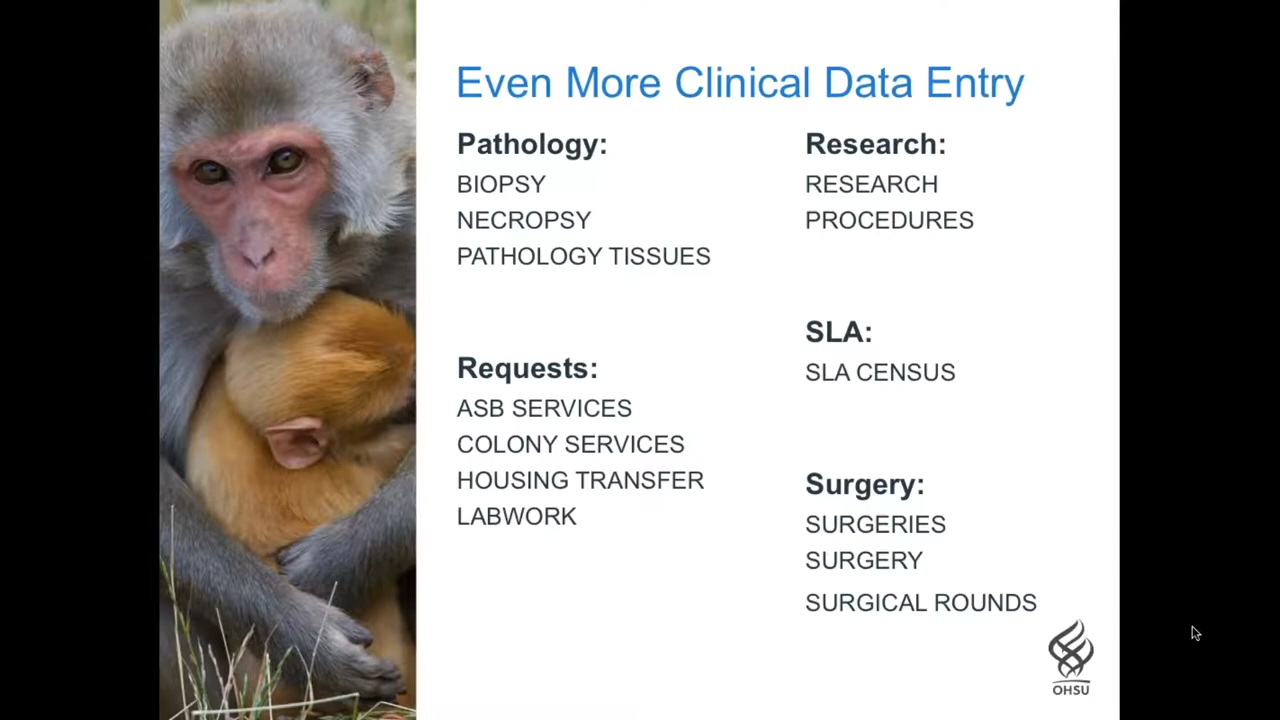 Even More Clinical Data Entry
Pathology:
BIOPSY
NECROPSY
PATHOLOGY TISSUES
Requests:
ASB SERVICES
COLONY SERVICES
HOUSING TRANSFER
LABWORK
Research:
RESEARCH
PROCEDURES
SLA:
SLA CENSUS
Surgery:
SURGERIES
SURGERY
SURGICAL ROUNDS
OHSU